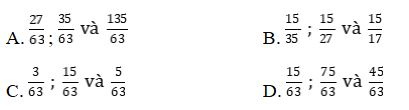 A. 27/63 ; 35/63 và 135/63 B. 15/35 ; 15/27 và 15/17
C. 3/63 ; 15/63 và 5/63 D. 15/63 ; 75/63 và 45/63